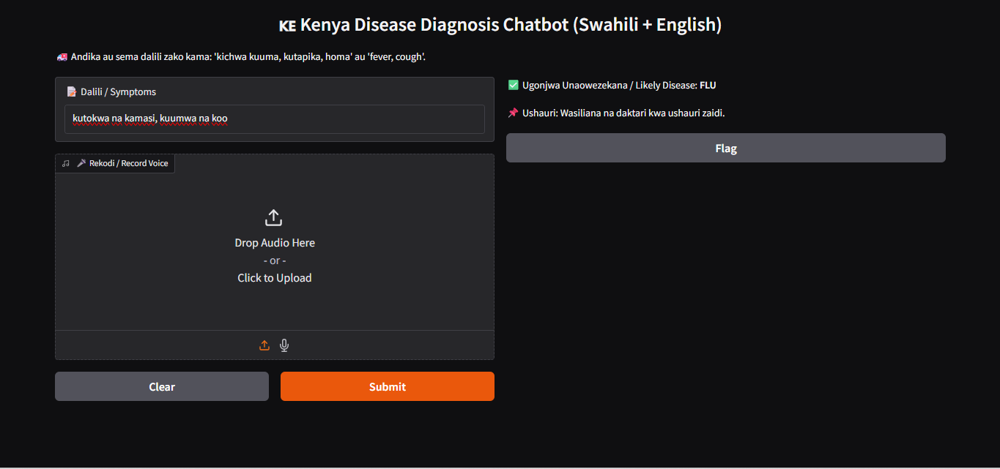 KE Kenya Disease Diagnosis Chatbot (Swahili + English)
🚑 Andika au sema dalili zako kama: 'kichwa kuuma, kutapika, homa' au 'fever, cough'.
📝 Dalili / Symptoms
kutokwa na kamasi, kuumwa na koo
🎤 Rekodi / Record Voice
Drop Audio Here
- or -
Click to Upload
Clear
Submit
✅ Ugonjwa Unaowezekana / Likely Disease: FLU
📌 Ushauri: Wasiliana na daktari kwa ushauri zaidi.
Flag